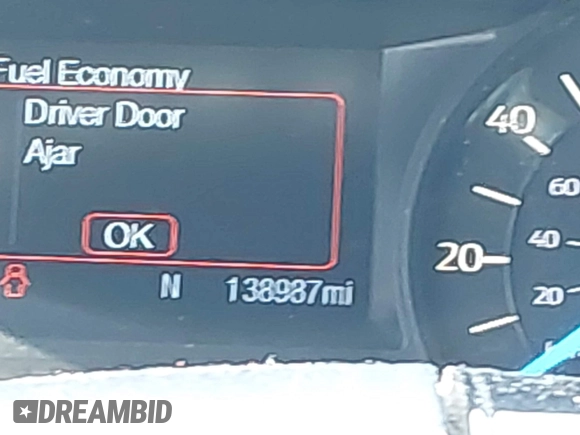 Fuel Economy
Driver Door
Ajar
OK
N 138987mi
40
20
60
40
20
DREAMBID